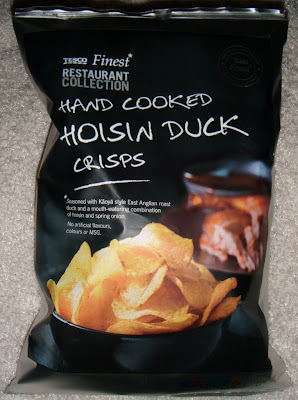 TESCO Finest*
RESTAURANT
COLLECTION
HAND COOKED
HOISIN DUCK
CRISPS
*Seasoned with Kǎoyā style East Anglian roast
duck and a mouth-watering combination
of hoisin and spring onion.
No artificial flavours,
colours or MSG.